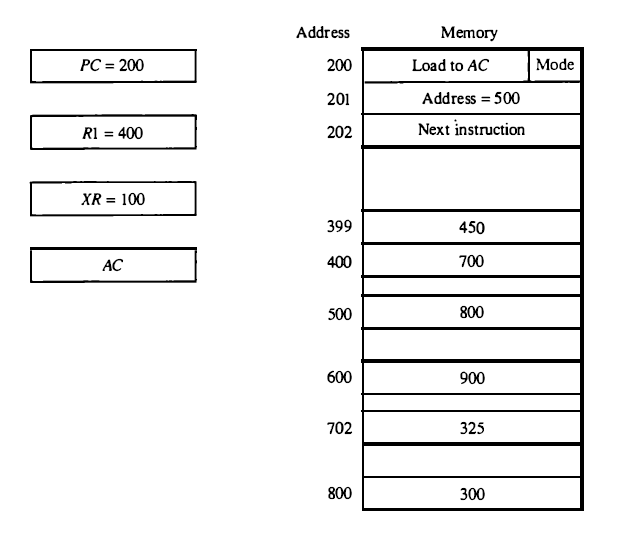 Address Memory
PC = 200 200 Load to AC Mode
201 Address = 500
R1 = 400 202 Next instruction
XR = 100
399 450
AC 400 700
500 800
600 900
702 325
800 300